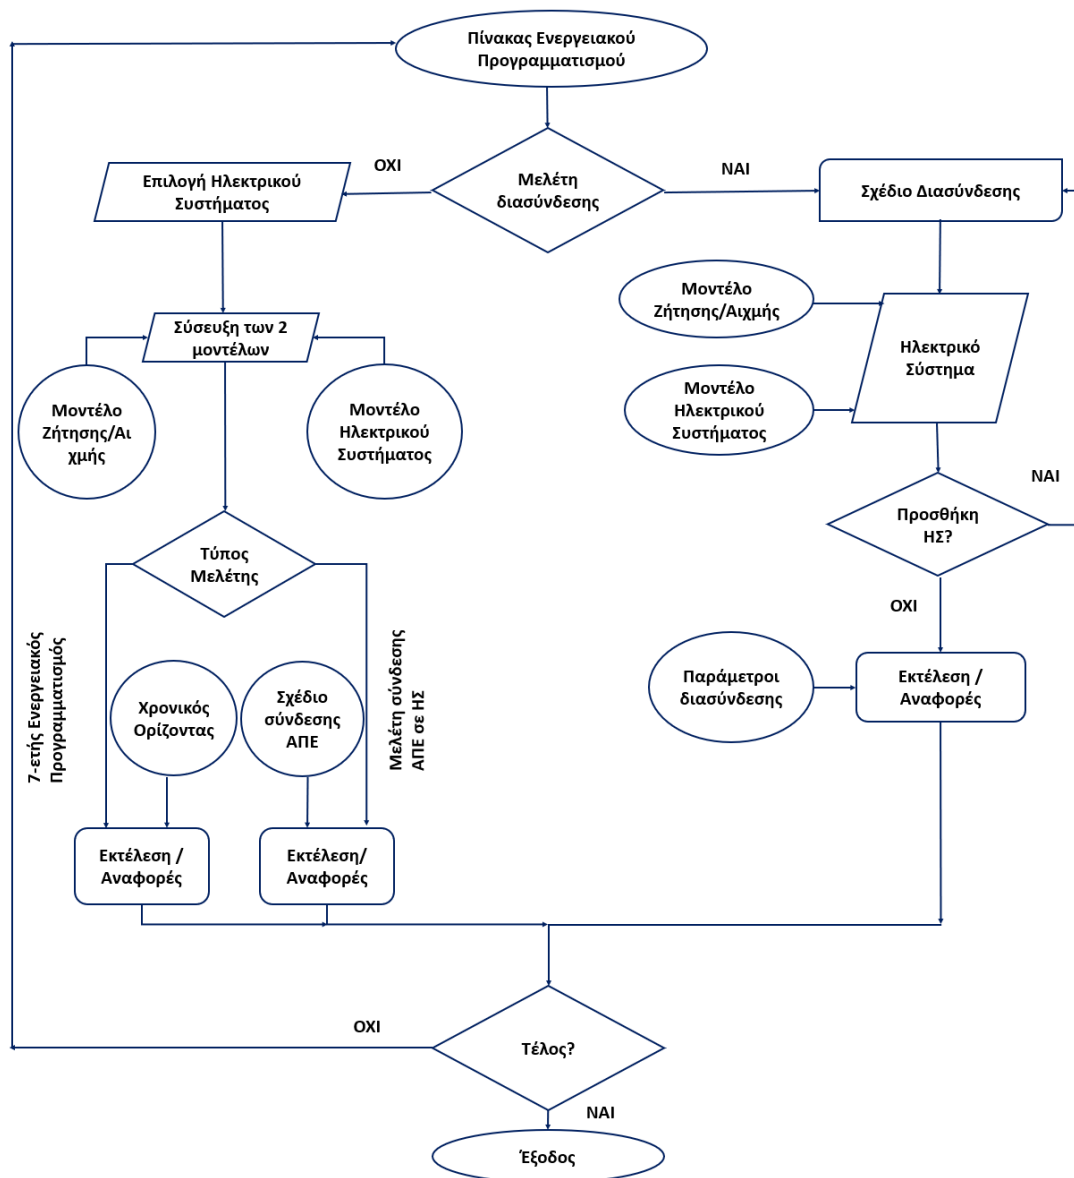 Πίνακας Ενεργειακού
Προγραμματισμού
ΟΧΙ
ΝΑΙ
Μελέτη
διασύνδεσης
Επιλογή Ηλεκτρικού
Συστήματος
Σχέδιο Διασύνδεσης
Μοντέλο
Ζήτησης/Αιχμής
Σύσευξη των 2
μοντέλων
Ηλεκτρικό
Σύστημα
Μοντέλο
Ηλεκτρικού
Συστήματος
Μοντέλο
Ζήτησης/Αι
χμής
Μοντέλο
Ηλεκτρικού
Συστήματος
ΝΑΙ
Προσθήκη
ΗΣ?
Τύπος
Μελέτης
ΟΧΙ
7-ετής Ενεργειακός
Προγραμματισμός
Χρονικός
Ορίζοντας
Σχέδιο
σύνδεσης
ΑΠΕ
Μελέτη σύνδεσης
ΑΠΕ σε ΗΣ
Παράμετροι
διασύνδεσης
Εκτέλεση /
Αναφορές
Εκτέλεση /
Αναφορές
Εκτέλεση/
Αναφορές
ΟΧΙ
Τέλος?
ΝΑΙ
Έξοδος